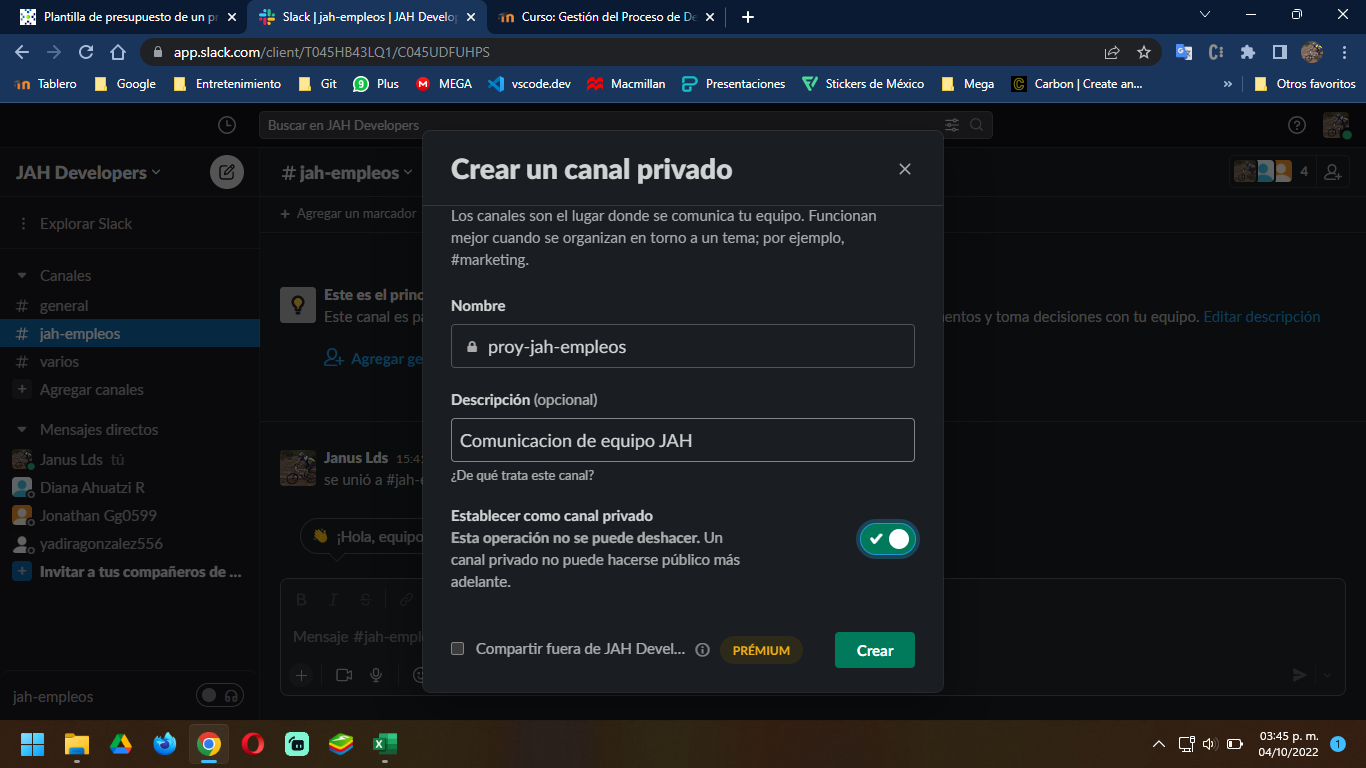 Plantilla de presupuesto de un pr
Slack | jah-empleos | JAH Develop
Curso: Gestión del Proceso de De
app.slack.com/client/T045HB43LQ1/C045UDFUHPS
Tablero
Google
Entretenimiento
Git
Plus
MEGA
vscode.dev
Macmillan
Presentaciones
Stickers de México
Mega
Carbon | Create an...
»
Otros favoritos
Buscar en JAH Developers
JAH Developers
# jah-empleos
4
+ Agregar un marcador
Explorar Slack
Canales
# general
# jah-empleos
# varios
+ Agregar canales
Mensajes directos
Janus Lds tú
Diana Ahuatzi R
Jonathan Gg0599
yadiragonzalez556
+ Invitar a tus compañeros de ...
jah-empleos
Este es el princ
Este canal es pa
entos y toma decisiones con tu equipo. Editar descripción
Agregar ge
Janus Lds 15:4
se unió a #jah-e
¡Hola, equipo
B I S
Mensaje #jah-empl
Crear un canal privado
Los canales son el lugar donde se comunica tu equipo. Funcionan
mejor cuando se organizan en torno a un tema; por ejemplo,
#marketing.
Nombre
proy-jah-empleos
Descripción (opcional)
Comunicacion de equipo JAH
¿De qué trata este canal?
Establecer como canal privado
Esta operación no se puede deshacer. Un
canal privado no puede hacerse público más
adelante.
Compartir fuera de JAH Devel...
PRÉMIUM
Crear
03:45 p. m.
04/10/2022
1